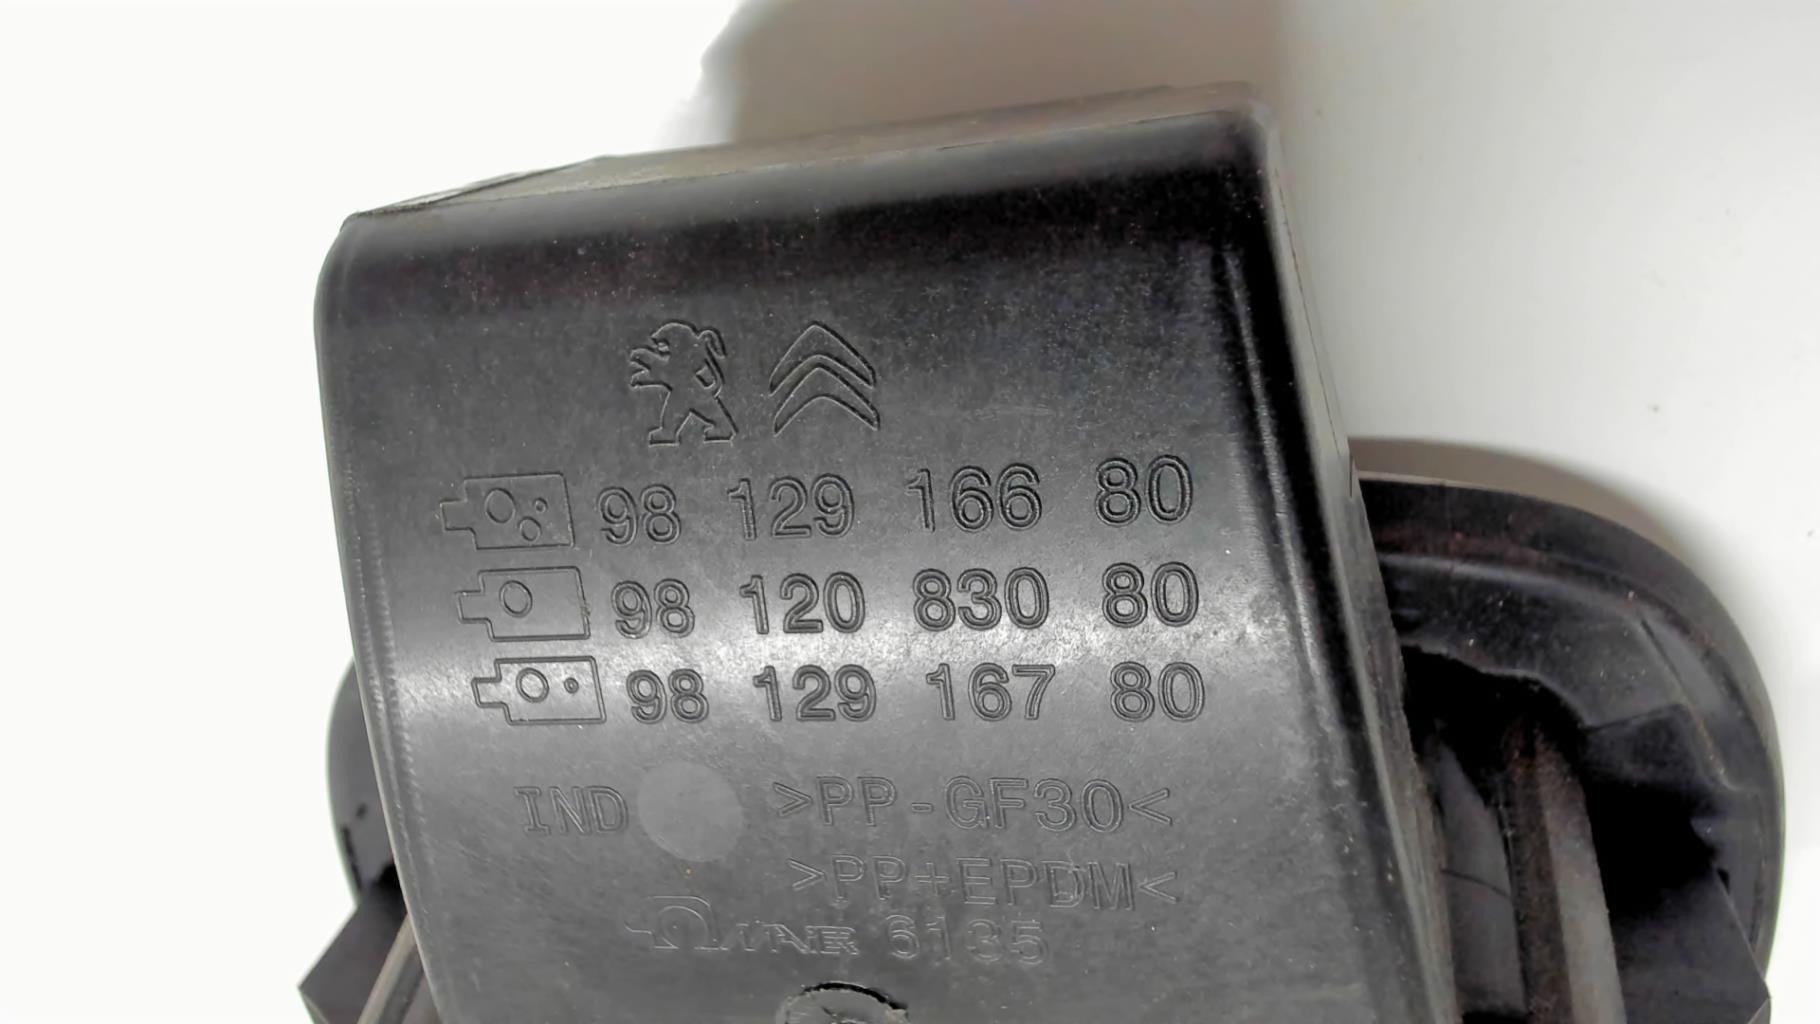 98 129 166 80
98 120 830 80
98 129 167 80
IND >PP-GF30<
>PP+EPDM<
6135